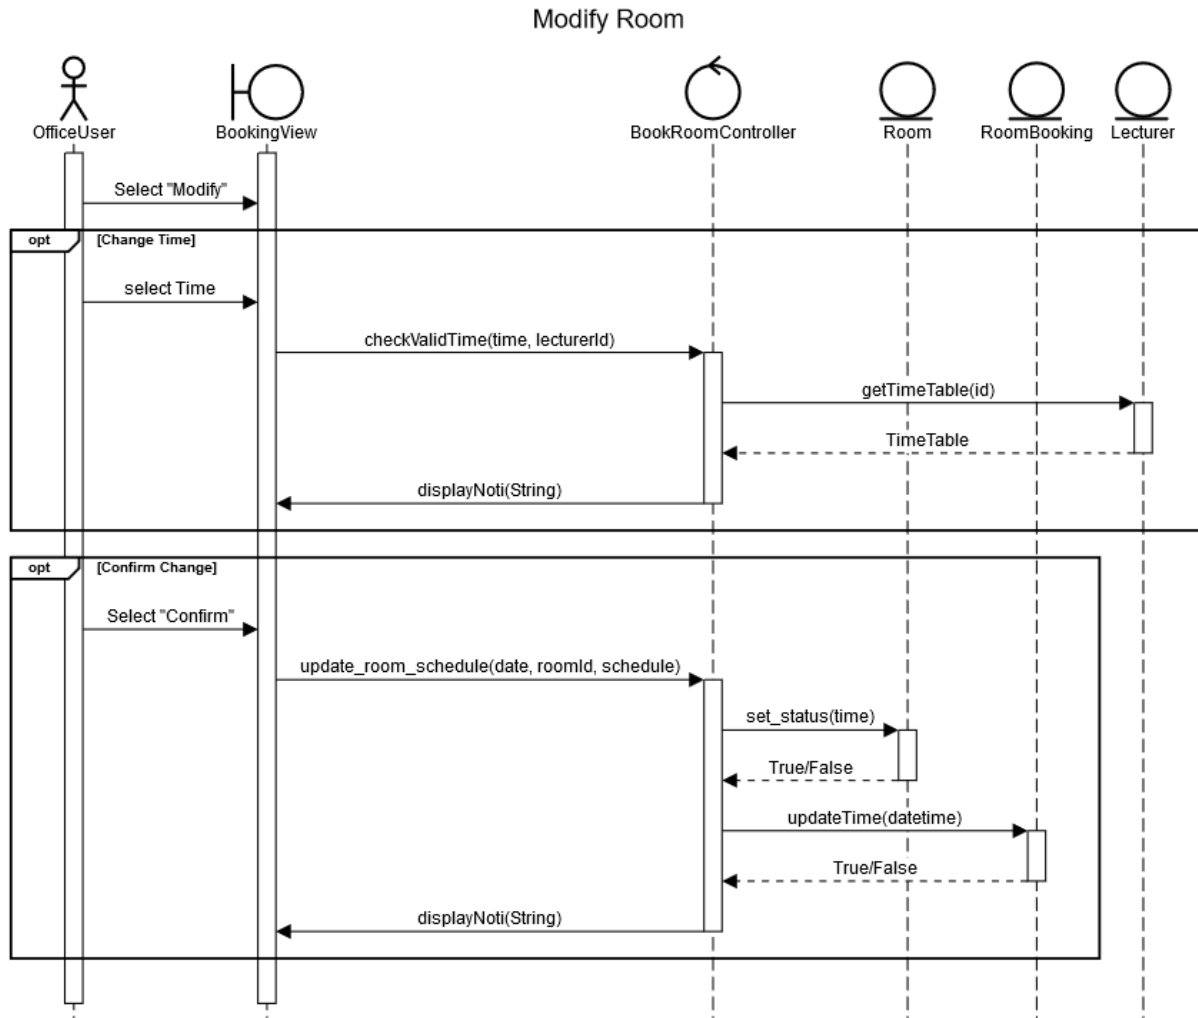 Modify Room
OfficeUser
BookingView
BookRoomController
Room
RoomBooking
Lecturer
Select "Modify"
opt
[Change Time]
select Time
checkValidTime(time, lecturerId)
getTimeTable(id)
TimeTable
displayNoti(String)
opt
[Confirm Change]
Select "Confirm"
update_room_schedule(date, roomId, schedule)
set_status(time)
True/False
updateTime(datetime)
True/False
displayNoti(String)